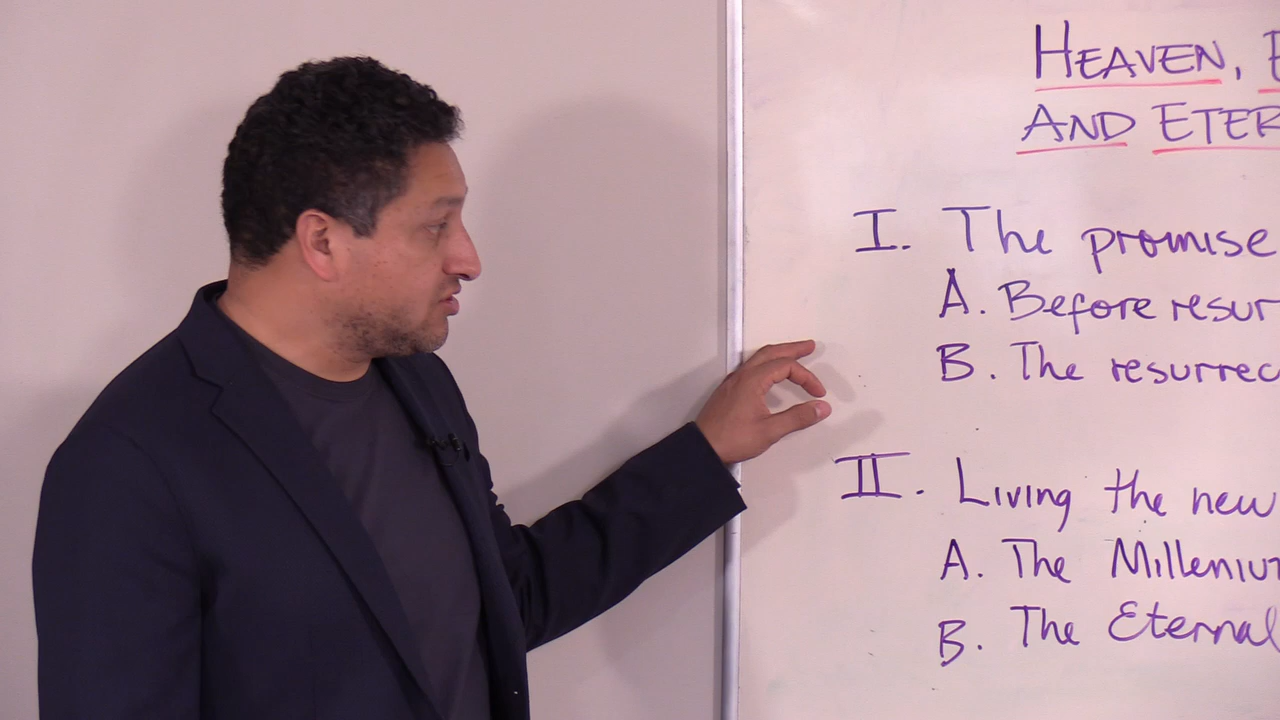 HEAVEN,
AND ETER
I. The promise
A. Before resur
B. The resurrec
II. Living the new
A. The Milleniu
B. The Eternal